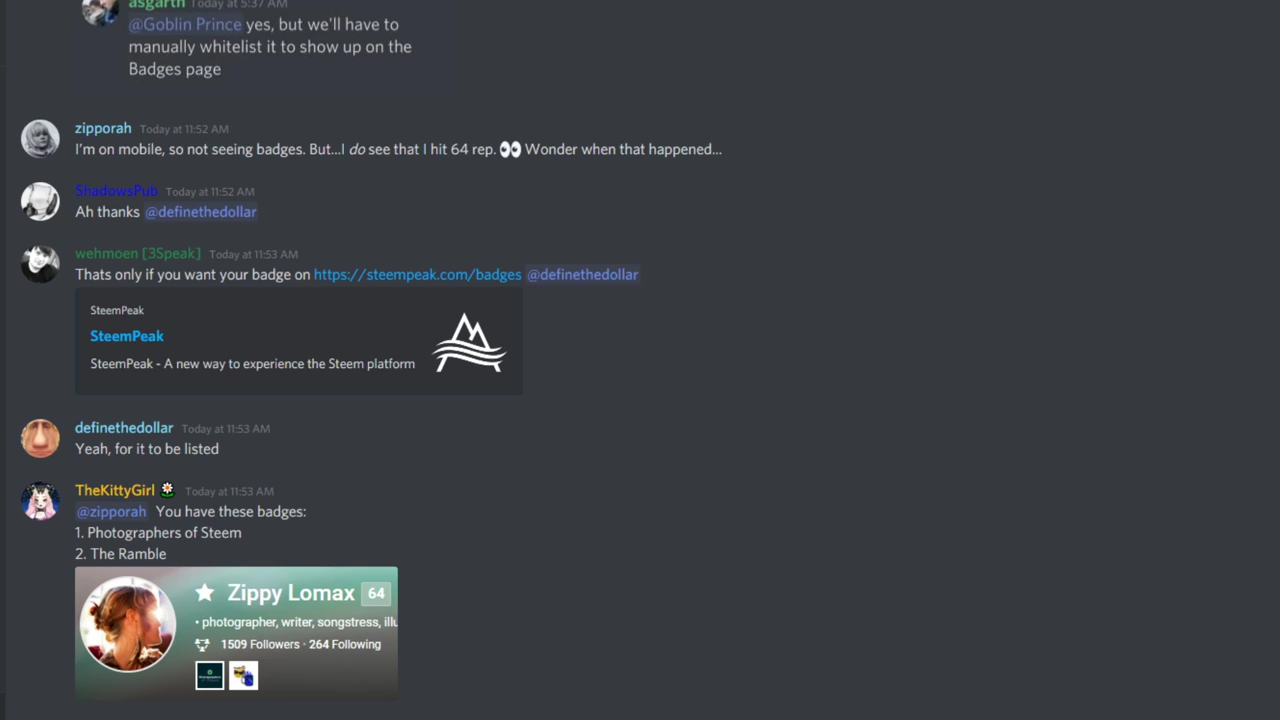 asgarth Today at 5:37 AM
@Goblin Prince yes, but we'll have to
manually whitelist it to show up on the
Badges page
zipporah Today at 11:52 AM
I'm on mobile, so not seeing badges. But...I do see that I hit 64 rep. 👀 Wonder when that happened...
ShadowsPub Today at 11:52 AM
Ah thanks @definethedollar
wehmoen [3Speak] Today at 11:53 AM
Thats only if you want your badge on https://steempeak.com/badges @definethedollar
SteemPeak
SteemPeak
SteemPeak - A new way to experience the Steem platform
definethedollar Today at 11:53 AM
Yeah, for it to be listed
TheKittyGirl Today at 11:53 AM
@zipporah You have these badges:
1. Photographers of Steem
2. The Ramble
Zippy Lomax 64
• photographer, writer, songstress, illu
1509 Followers · 264 Following